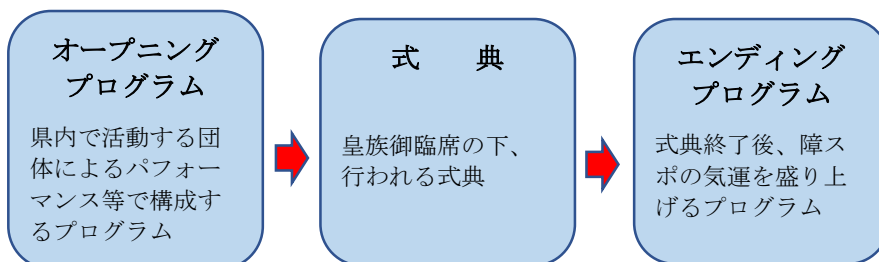 オープニング
プログラム
県内で活動する団
体によるパフォー
マンス等で構成す
るプログラム
式　　典
皇族御臨席の下、
行われる式典
エンディング
プログラム
式典終了後、障ス
ポの気運を盛り上
げるプログラム